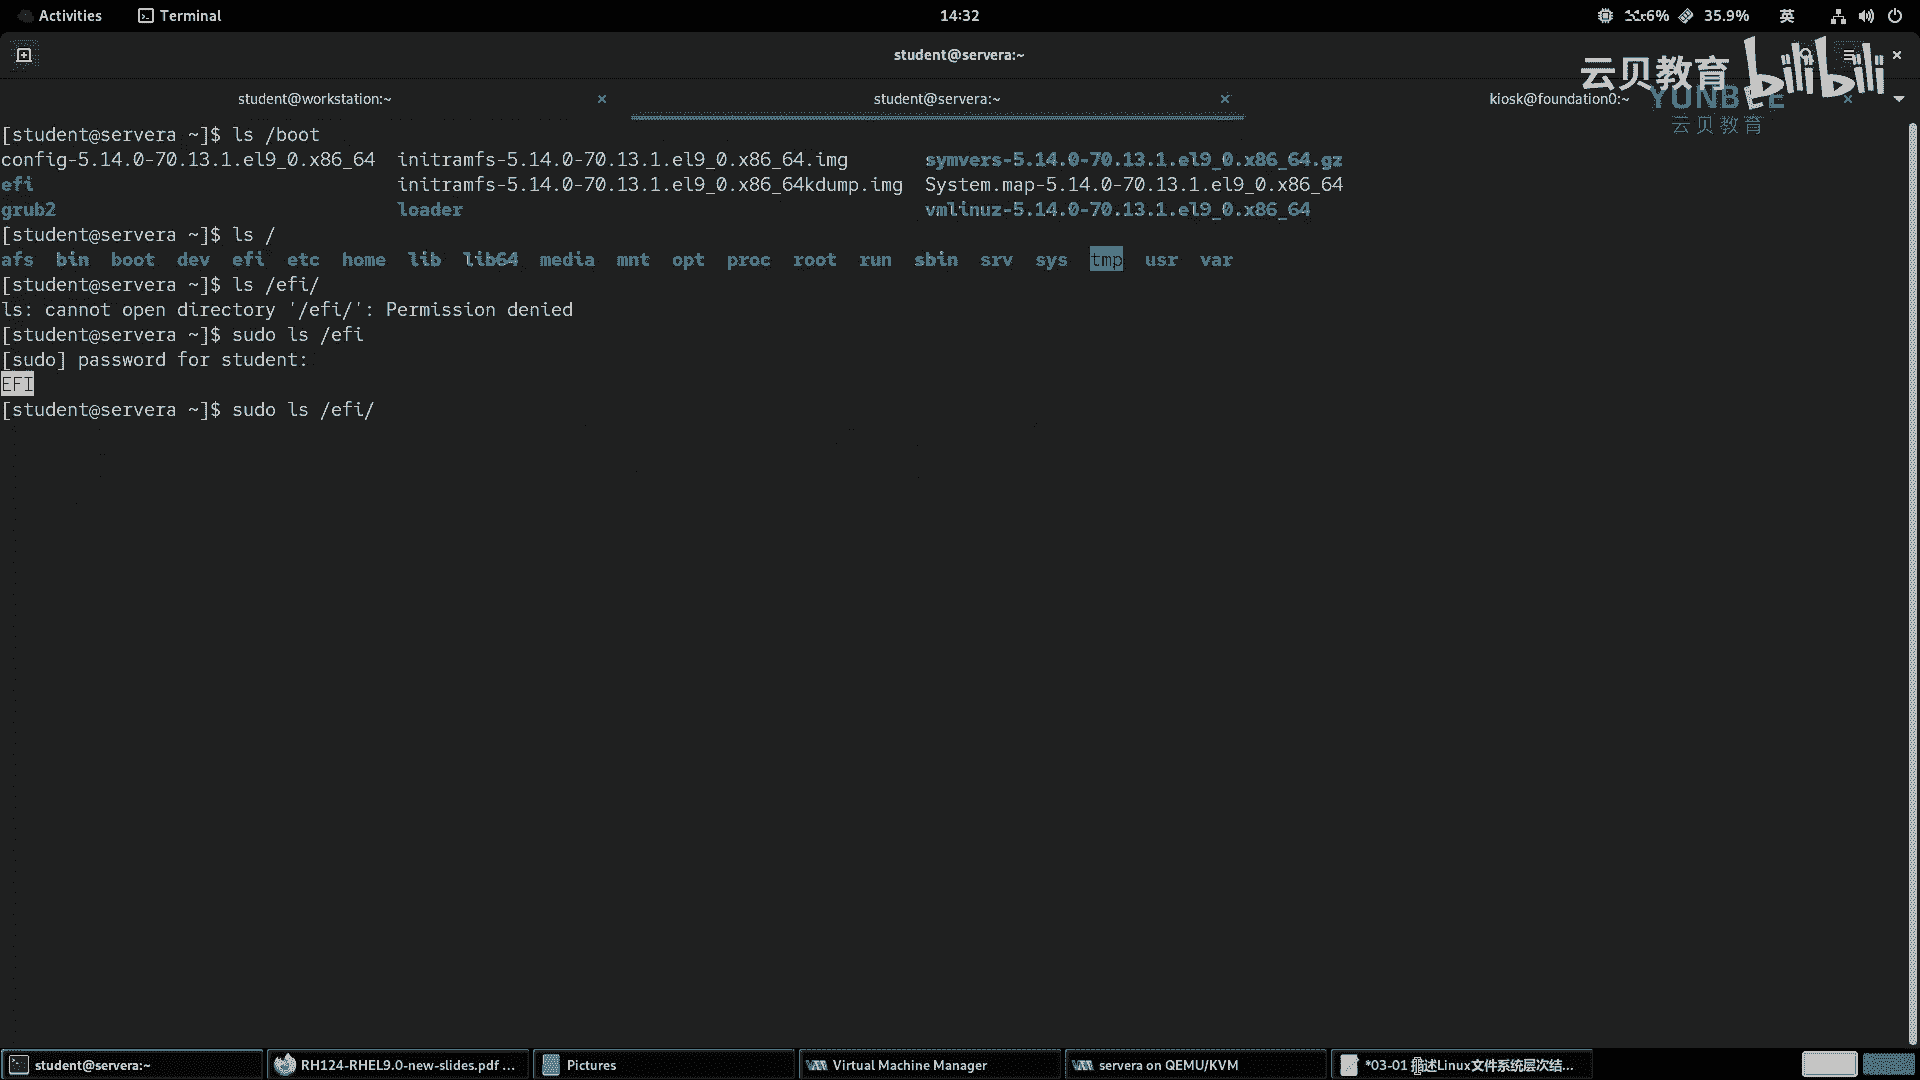 Activities Terminal 14:32 35.9% 英
student@servera:~
云贝教育 bilibili
student@workstation:~ × student@servera:~ × kiosk@foundation0:~ ×
YUNBEE
云贝教育
[student@servera ~]$ ls /boot
config-5.14.0-70.13.1.el9_0.x86_64 initramfs-5.14.0-70.13.1.el9_0.x86_64.img symvers-5.14.0-70.13.1.el9_0.x86_64.gz
efi initramfs-5.14.0-70.13.1.el9_0.x86_64kdump.img System.map-5.14.0-70.13.1.el9_0.x86_64
grub2 loader vmlinuz-5.14.0-70.13.1.el9_0.x86_64
[student@servera ~]$ ls /
afs bin boot dev efi etc home lib lib64 media mnt opt proc root run sbin srv sys tmp usr var
[student@servera ~]$ ls /efi/
ls: cannot open directory '/efi/': Permission denied
[student@servera ~]$ sudo ls /efi
[sudo] password for student:
EFI
[student@servera ~]$ sudo ls /efi/
student@servera:~ RH124-RHEL9.0-new-slides.pdf ... Pictures Virtual Machine Manager servera on QEMU/KVM *03-01 描述Linux文件系统层次结...